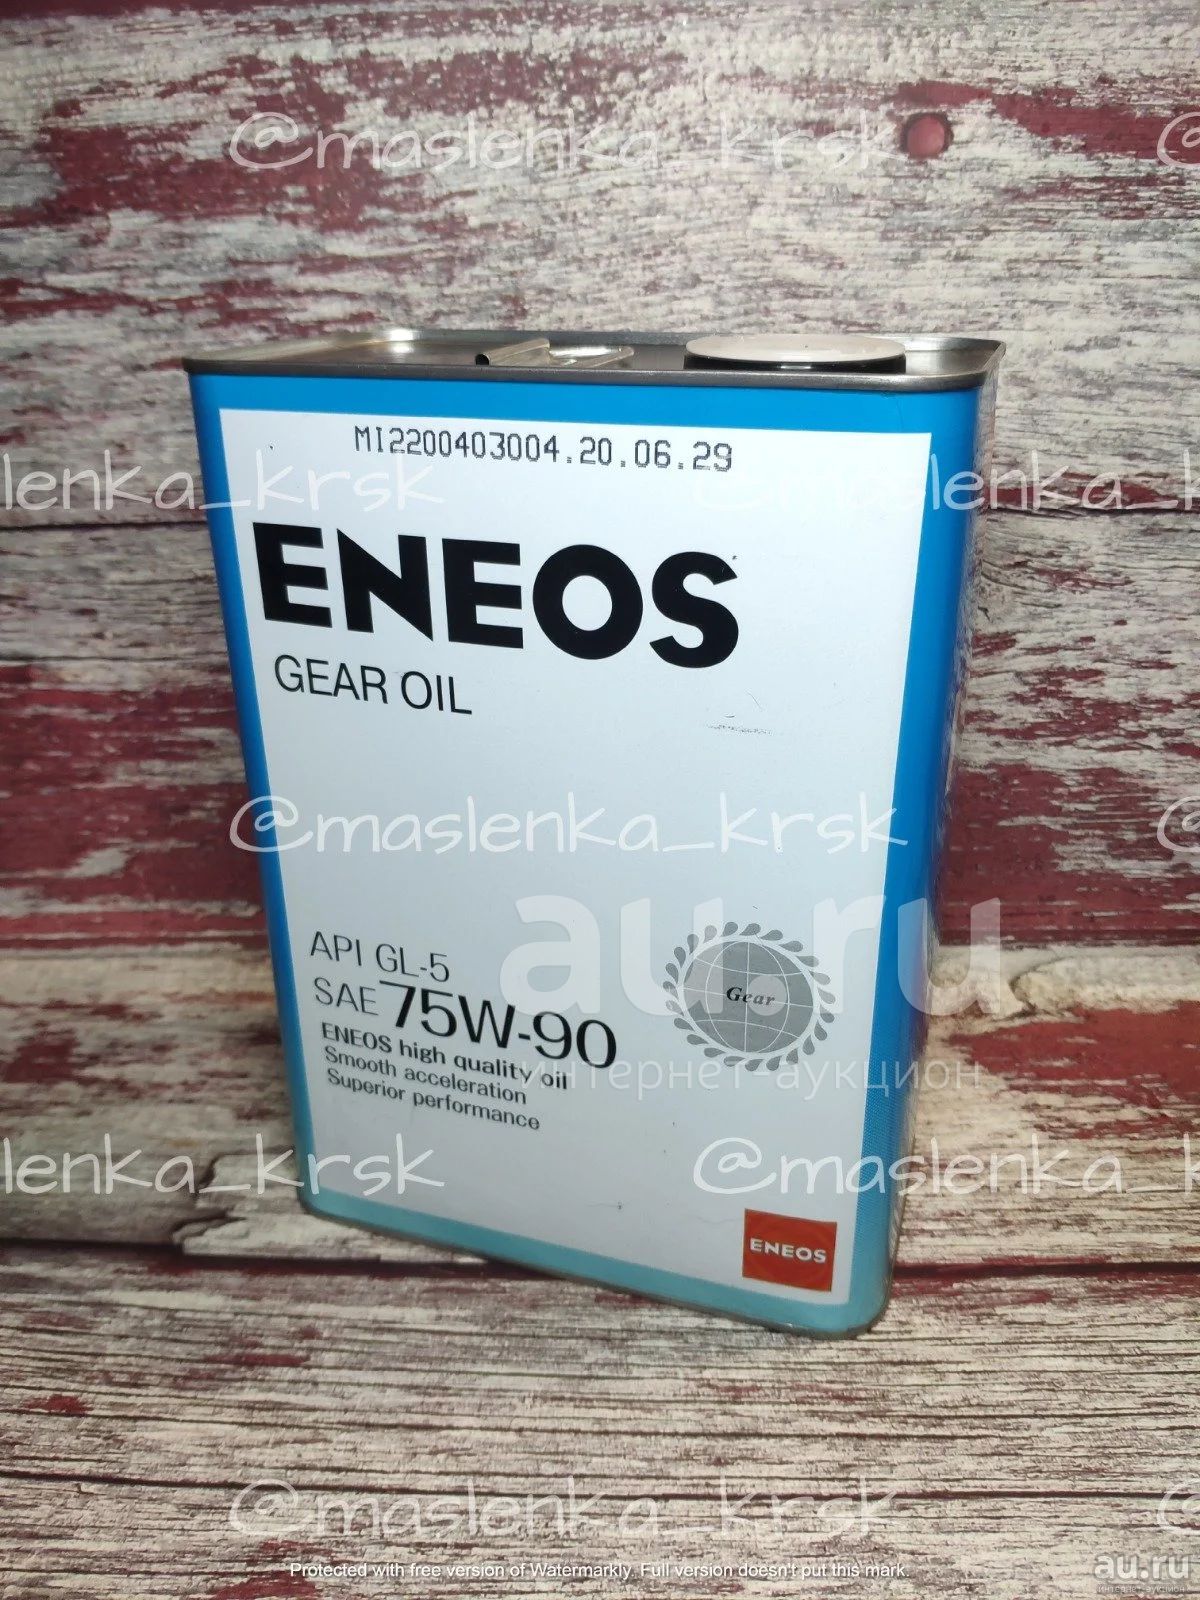 @maslenka_krsk
MI2200403004.20.06.29
lenka_krsk
maslenka_k
ENEOS
GEAR OIL
@maslenka_krsk
au.ru
API GL-5
Gear
SAE 75W-90
ENEOS high quality oil
интернет-аукцион
Smooth acceleration
Superior performance
lenka_krsk
@maslenka_k
ENEOS
@maslenka_krsk
Protected with free version of Watermarkly. Full version doesn't put this mark.
au.ru
интернет-аукцион